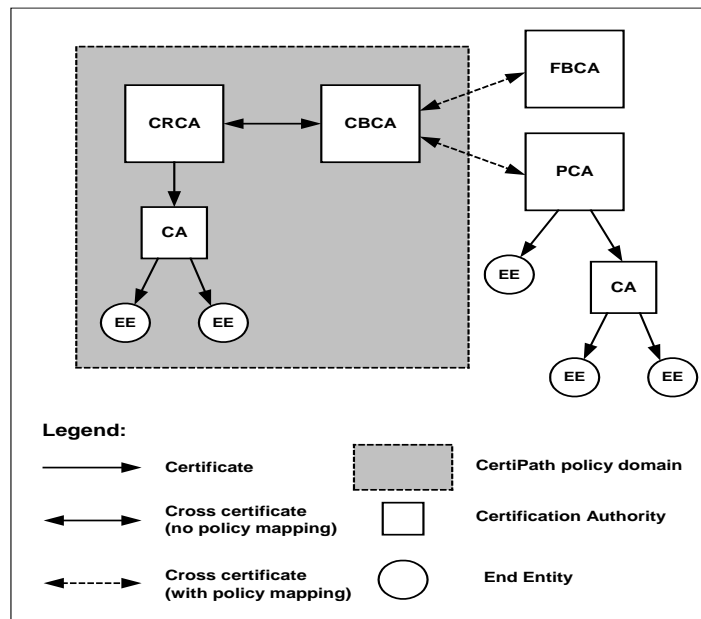 FBCA
CRCA
CBCA
PCA
CA
EE
CA
EE
EE
EE
EE
Legend:
Certificate
CertiPath policy domain
Cross certificate
(no policy mapping)
Certification Authority
Cross certificate
(with policy mapping)
End Entity